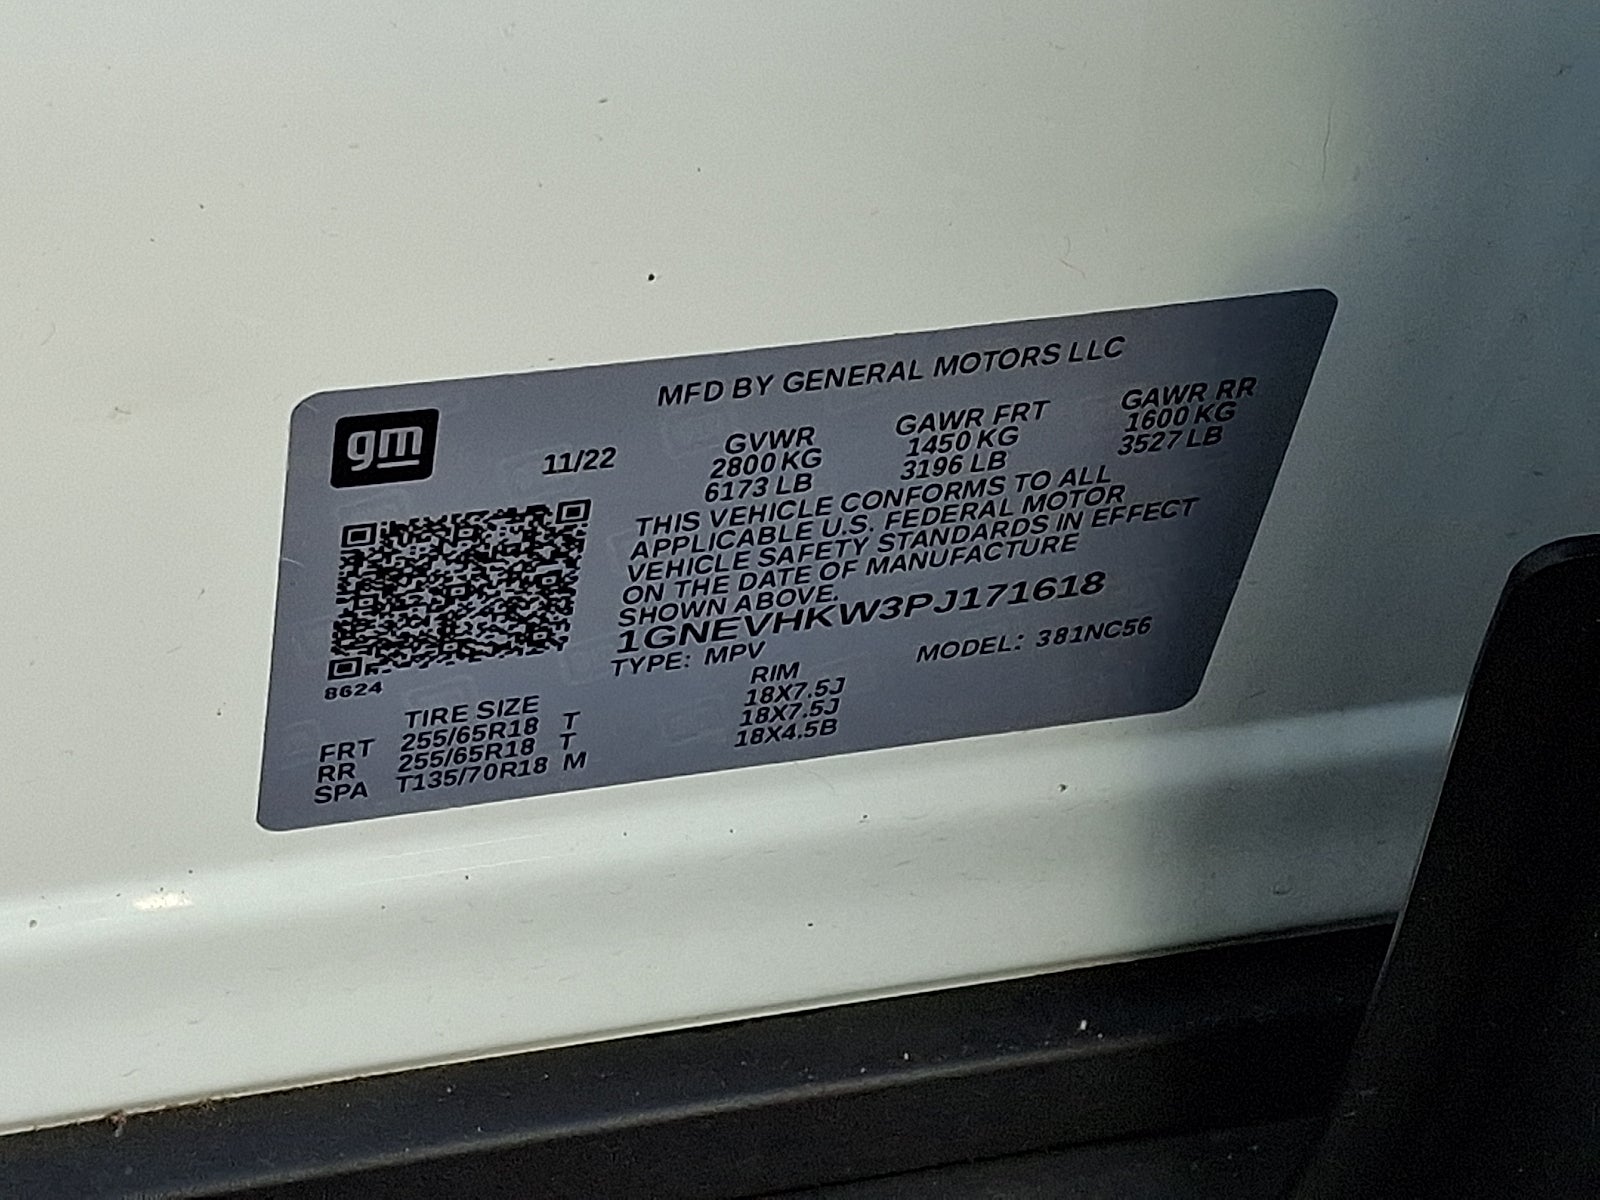 MFD BY GENERAL MOTORS LLC
gm
11/22
GVWR
2800 KG
6173 LB
GAWR FRT
1450 KG
3196 LB
GAWR RR
1600 KG
3527 LB
THIS VEHICLE CONFORMS TO ALL
APPLICABLE U.S. FEDERAL MOTOR
VEHICLE SAFETY STANDARDS IN EFFECT
ON THE DATE OF MANUFACTURE
SHOWN ABOVE.
1GNEVHKW3PJ171618
TYPE: MPV MODEL: 381NC56
8624
TIRE SIZE RIM
FRT 255/65R18 T 18X7.5J
RR 255/65R18 T 18X7.5J
SPA T135/70R18 M 18X4.5B